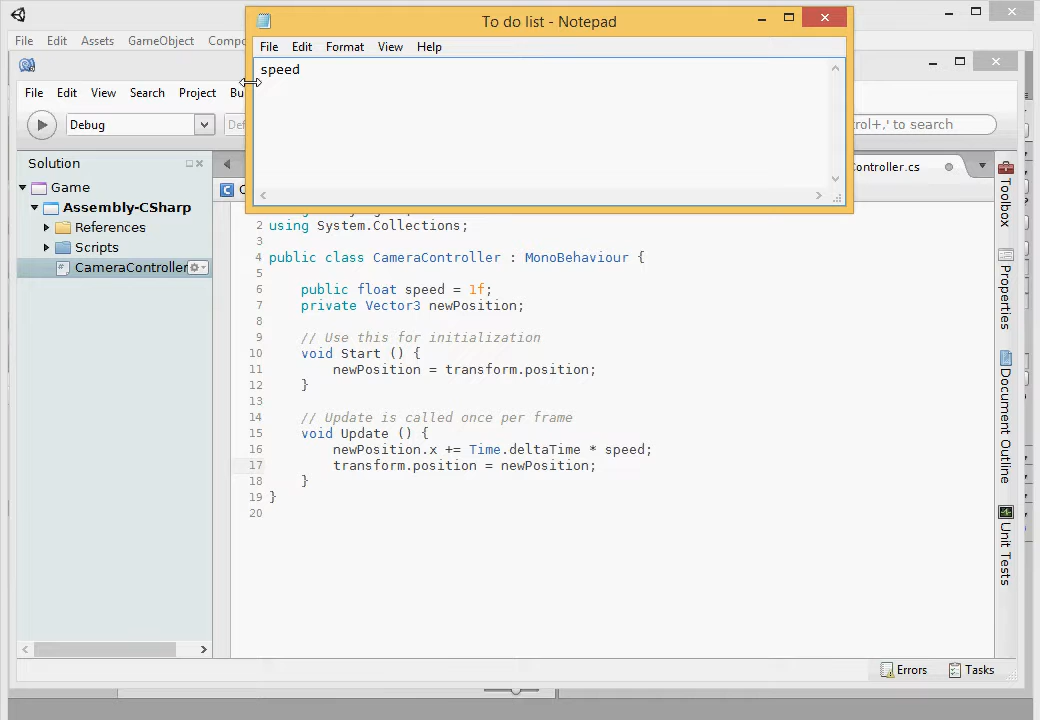 To do list - Notepad
File Edit Assets GameObject Compo
File Edit Format View Help
speed
File Edit View Search Project Bu
Debug
Def
rol+,' to search
Solution
ontroller.cs
Game
C
Assembly-CSharp
References
Scripts
CameraController
2 using System.Collections;
3
4 public class CameraController : MonoBehaviour {
5
6 public float speed = 1f;
7 private Vector3 newPosition;
8
9 // Use this for initialization
10 void Start () {
11 newPosition = transform.position;
12 }
13
14 // Update is called once per frame
15 void Update () {
16 newPosition.x += Time.deltaTime * speed;
17 transform.position = newPosition;
18 }
19 }
20
Toolbox
Properties
Document Outline
Unit Tests
Errors Tasks